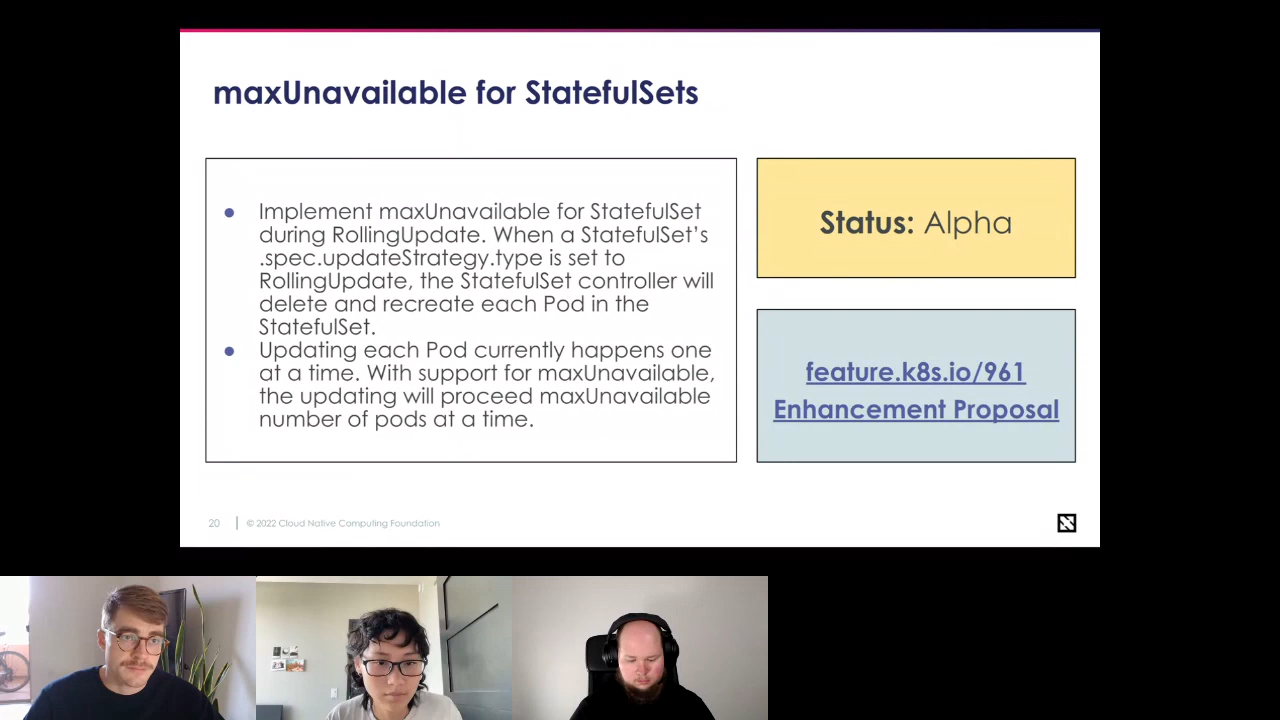 maxUnavailable for StatefulSets
● Implement maxUnavailable for StatefulSet
during RollingUpdate. When a StatefulSet’s
.spec.updateStrategy.type is set to
RollingUpdate, the StatefulSet controller will
delete and recreate each Pod in the
StatefulSet.
● Updating each Pod currently happens one
at a time. With support for maxUnavailable,
the updating will proceed maxUnavailable
number of pods at a time.
Status: Alpha
feature.k8s.io/961
Enhancement Proposal
20 | © 2022 Cloud Native Computing Foundation